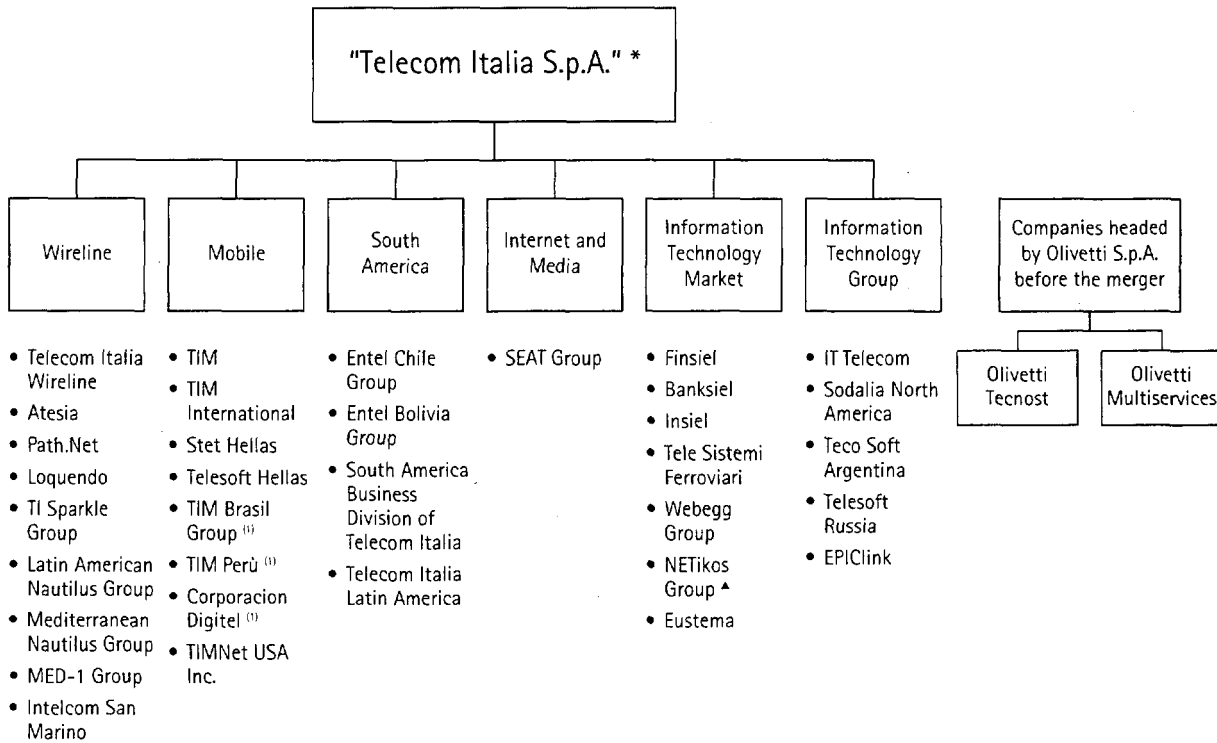 "Telecom Italia S.p.A." *
Wireline
Mobile
South
America
Internet and
Media
Information
Technology
Market
Information
Technology
Group
Companies headed
by Olivetti S.p.A.
before the merger
• Telecom Italia
Wireline
• Atesia
• Path.Net
• Loquendo
• TI Sparkle
Group
• Latin American
Nautilus Group
• Mediterranean
Nautilus Group
• MED-1 Group
• Intelcom San
Marino
• TIM
• TIM
International
• Stet Hellas
• Telesoft Hellas
• TIM Brasil
Group (1)
• TIM Perù (1)
• Corporacion
Digitel (1)
• TIMNet USA
Inc.
• Entel Chile
Group
• Entel Bolivia
Group
• South America
Business
Division of
Telecom Italia
• Telecom Italia
Latin America
• SEAT Group
• Finsiel
• Banksiel
• Insiel
• Tele Sistemi
Ferroviari
• Webegg
Group
• NETikos
Group ▲
• Eustema
• IT Telecom
• Sodalia North
America
• Teco Soft
Argentina
• Telesoft
Russia
• EPIClink
Olivetti
Tecnost
Olivetti
Multiservices